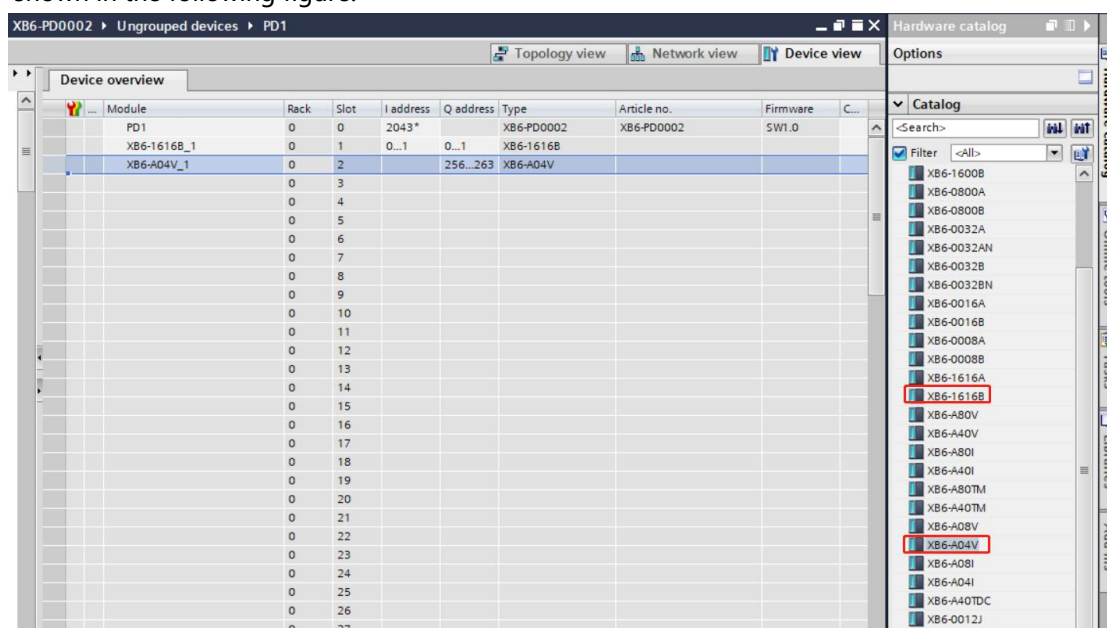 shown in the following figure.
XB6-PD0002 ▸ Ungrouped devices ▸ PD1
Topology view Network view Device view
Device overview
... Module Rack Slot I address Q address Type Article no. Firmware C...
PD1 0 0 2043* XB6-PD0002 XB6-PD0002 SW1.0
XB6-1616B_1 0 1 0...1 0...1 XB6-1616B
XB6-A04V_1 0 2 256...263 XB6-A04V
0 3
0 4
0 5
0 6
0 7
0 8
0 9
0 10
0 11
0 12
0 13
0 14
0 15
0 16
0 17
0 18
0 19
0 20
0 21
0 22
0 23
0 24
0 25
0 26
Hardware catalog
Options
Catalog
<Search>
Filter <All>
XB6-1600B
XB6-0800A
XB6-0800B
XB6-0032A
XB6-0032AN
XB6-0032B
XB6-0032BN
XB6-0016A
XB6-0016B
XB6-0008A
XB6-0008B
XB6-1616A
XB6-1616B
XB6-A80V
XB6-A40V
XB6-A80I
XB6-A40I
XB6-A80TM
XB6-A40TM
XB6-A08V
XB6-A04V
XB6-A08I
XB6-A04I
XB6-A40TDC
XB6-0012J